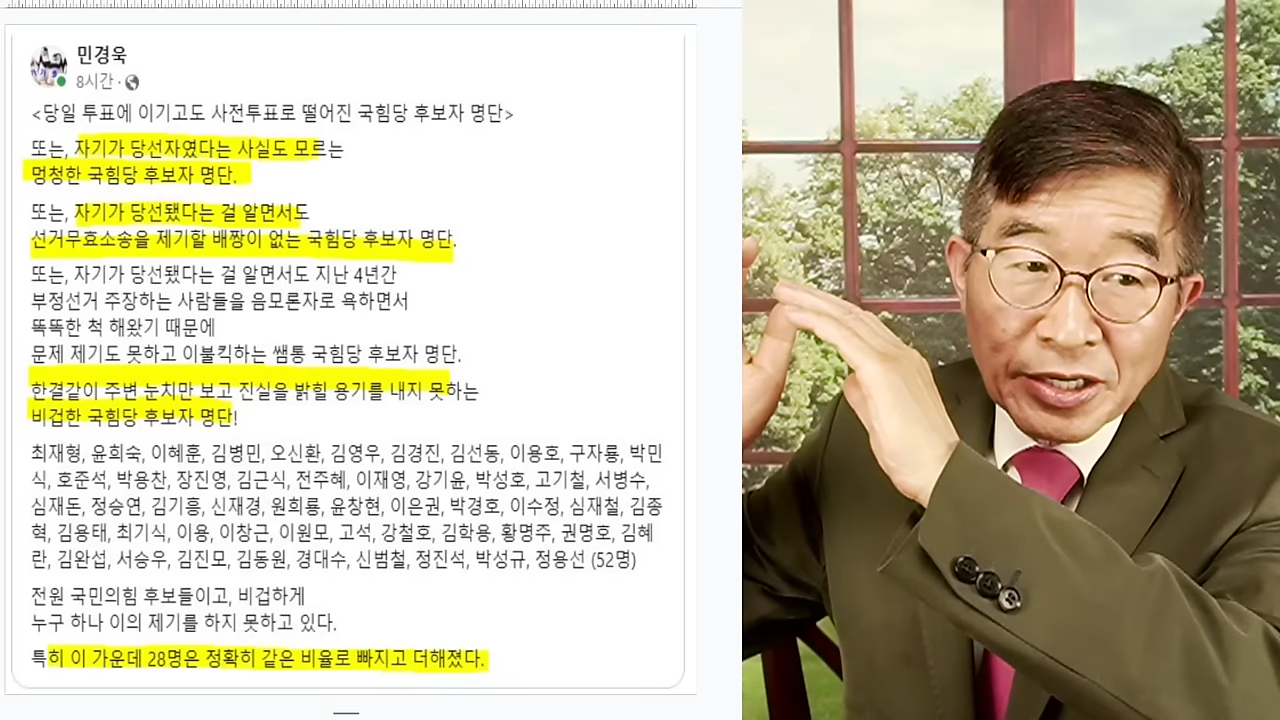 민경욱
8시간 ·
<당일 투표에 이기고도 사전투표로 떨어진 국힘당 후보자 명단>
또는, 자기가 당선자였다는 사실도 모르는
멍청한 국힘당 후보자 명단.
또는, 자기가 당선됐다는 걸 알면서도
선거무효소송을 제기할 배짱이 없는 국힘당 후보자 명단.
또는, 자기가 당선됐다는 걸 알면서도 지난 4년간
부정선거 주장하는 사람들을 음모론자로 욕하면서
똑똑한 척 해왔기 때문에
문제 제기도 못하고 이불킥하는 쌤통 국힘당 후보자 명단.
한결같이 주변 눈치만 보고 진실을 밝힐 용기를 내지 못하는
비겁한 국힘당 후보자 명단!
최재형, 윤희숙, 이혜훈, 김병민, 오신환, 김영우, 김경진, 김선동, 이용호, 구자룡, 박민
식, 호준석, 박용찬, 장진영, 김근식, 전주혜, 이재영, 강기윤, 박성호, 고기철, 서병수,
심재돈, 정승연, 김기흥, 신재경, 원희룡, 윤창현, 이은권, 박경호, 이수정, 심재철, 김종
혁, 김용태, 최기식, 이용, 이창근, 이원모, 고석, 강철호, 김학용, 황명주, 권명호, 김혜
란, 김완섭, 서승우, 김진모, 김동원, 경대수, 신범철, 정진석, 박성규, 정용선 (52명)
전원 국민의힘 후보들이고, 비겁하게
누구 하나 이의 제기를 하지 못하고 있다.
특히 이 가운데 28명은 정확히 같은 비율로 빠지고 더해졌다.